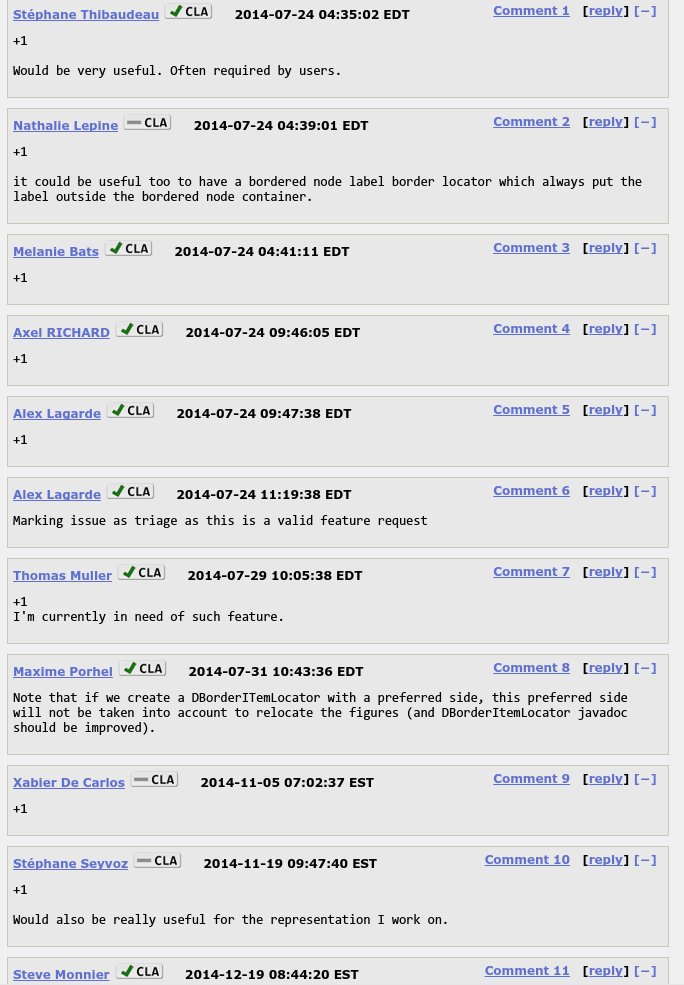 Stéphane Thibaudeau CLA 2014-07-24 04:35:02 EDT Comment 1 [reply] [−]
+1
Would be very useful. Often required by users.
Nathalie Lepine CLA 2014-07-24 04:39:01 EDT Comment 2 [reply] [−]
+1
it could be useful too to have a bordered node label border locator which always put the
label outside the bordered node container.
Melanie Bats CLA 2014-07-24 04:41:11 EDT Comment 3 [reply] [−]
+1
Axel RICHARD CLA 2014-07-24 09:46:05 EDT Comment 4 [reply] [−]
+1
Alex Lagarde CLA 2014-07-24 09:47:38 EDT Comment 5 [reply] [−]
+1
Alex Lagarde CLA 2014-07-24 11:19:38 EDT Comment 6 [reply] [−]
Marking issue as triage as this is a valid feature request
Thomas Muller CLA 2014-07-29 10:05:38 EDT Comment 7 [reply] [−]
+1
I'm currently in need of such feature.
Maxime Porhel CLA 2014-07-31 10:43:36 EDT Comment 8 [reply] [−]
Note that if we create a DBorderITemLocator with a preferred side, this preferred side
will not be taken into account to relocate the figures (and DBorderItemLocator javadoc
should be improved).
Xabier De Carlos CLA 2014-11-05 07:02:37 EST Comment 9 [reply] [−]
+1
Stéphane Seyvoz CLA 2014-11-19 09:47:40 EST Comment 10 [reply] [−]
+1
Would also be really useful for the representation I work on.
Steve Monnier CLA 2014-12-19 08:44:20 EST Comment 11 [reply] [−]